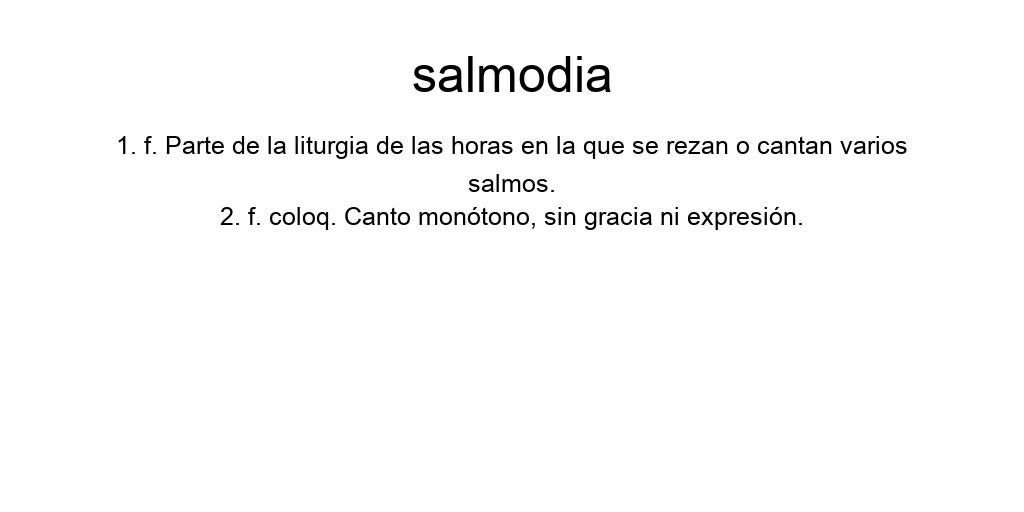 salmodia
1. f. Parte de la liturgia de las horas en la que se rezan o cantan varios
salmos.
2. f. coloq. Canto monótono, sin gracia ni expresión.